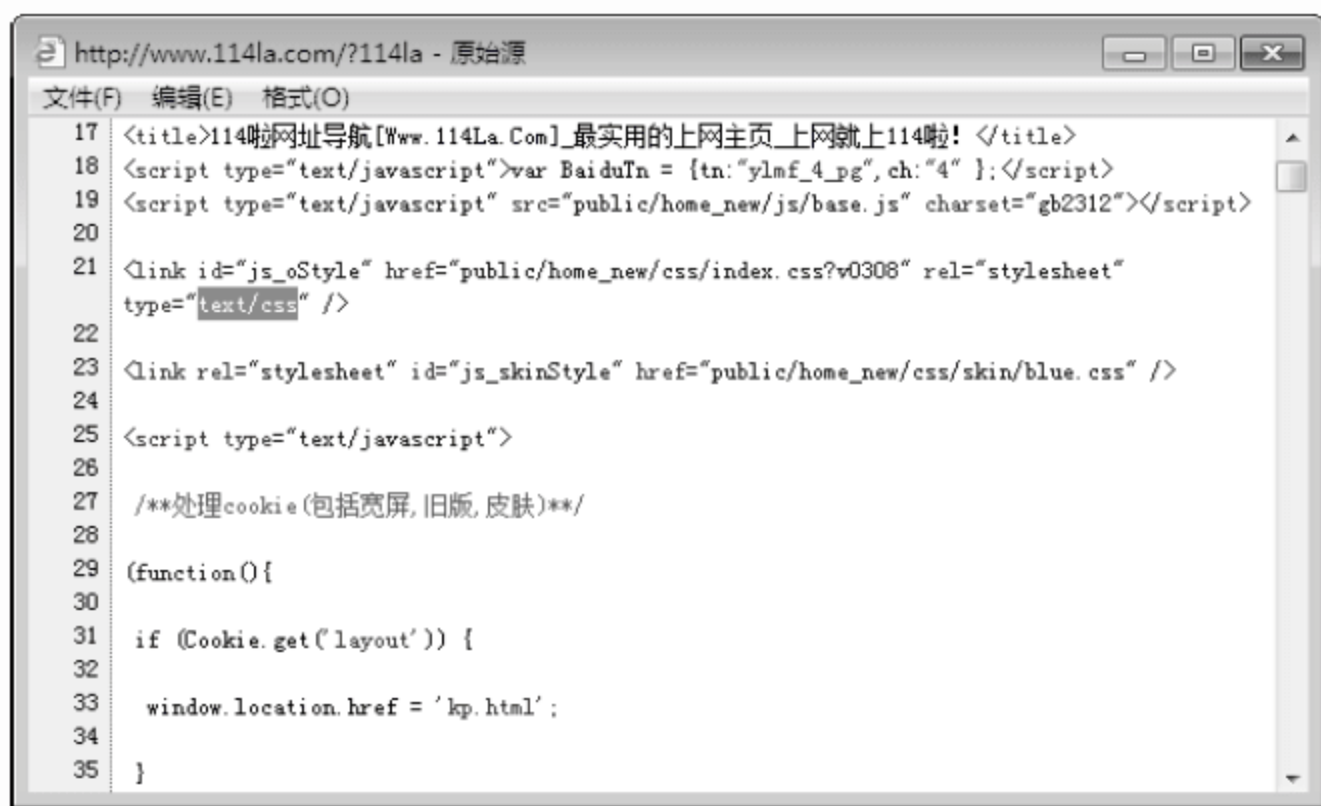 http://www.114la.com/?114la - 原始源
文件(F) 编辑(E) 格式(O)
17 <title>114啦网址导航[Www.114La.Com]_最实用的上网主页_上网就上114啦! </title>
18 <script type="text/javascript">var BaiduTn = {tn:"ylmf_4_pg",ch:"4" };</script>
19 <script type="text/javascript" src="public/home_new/js/base.js" charset="gb2312"></script>
20
21 <link id="js_oStyle" href="public/home_new/css/index.css?v0308" rel="stylesheet"
type="text/css" />
22
23 <link rel="stylesheet" id="js_skinStyle" href="public/home_new/css/skin/blue.css" />
24
25 <script type="text/javascript">
26
27 /**处理cookie(包括宽屏,旧版,皮肤)**/
28
29 (function(){
30
31 if (Cookie.get('layout')) {
32
33 window.location.href = 'kp.html';
34
35 }